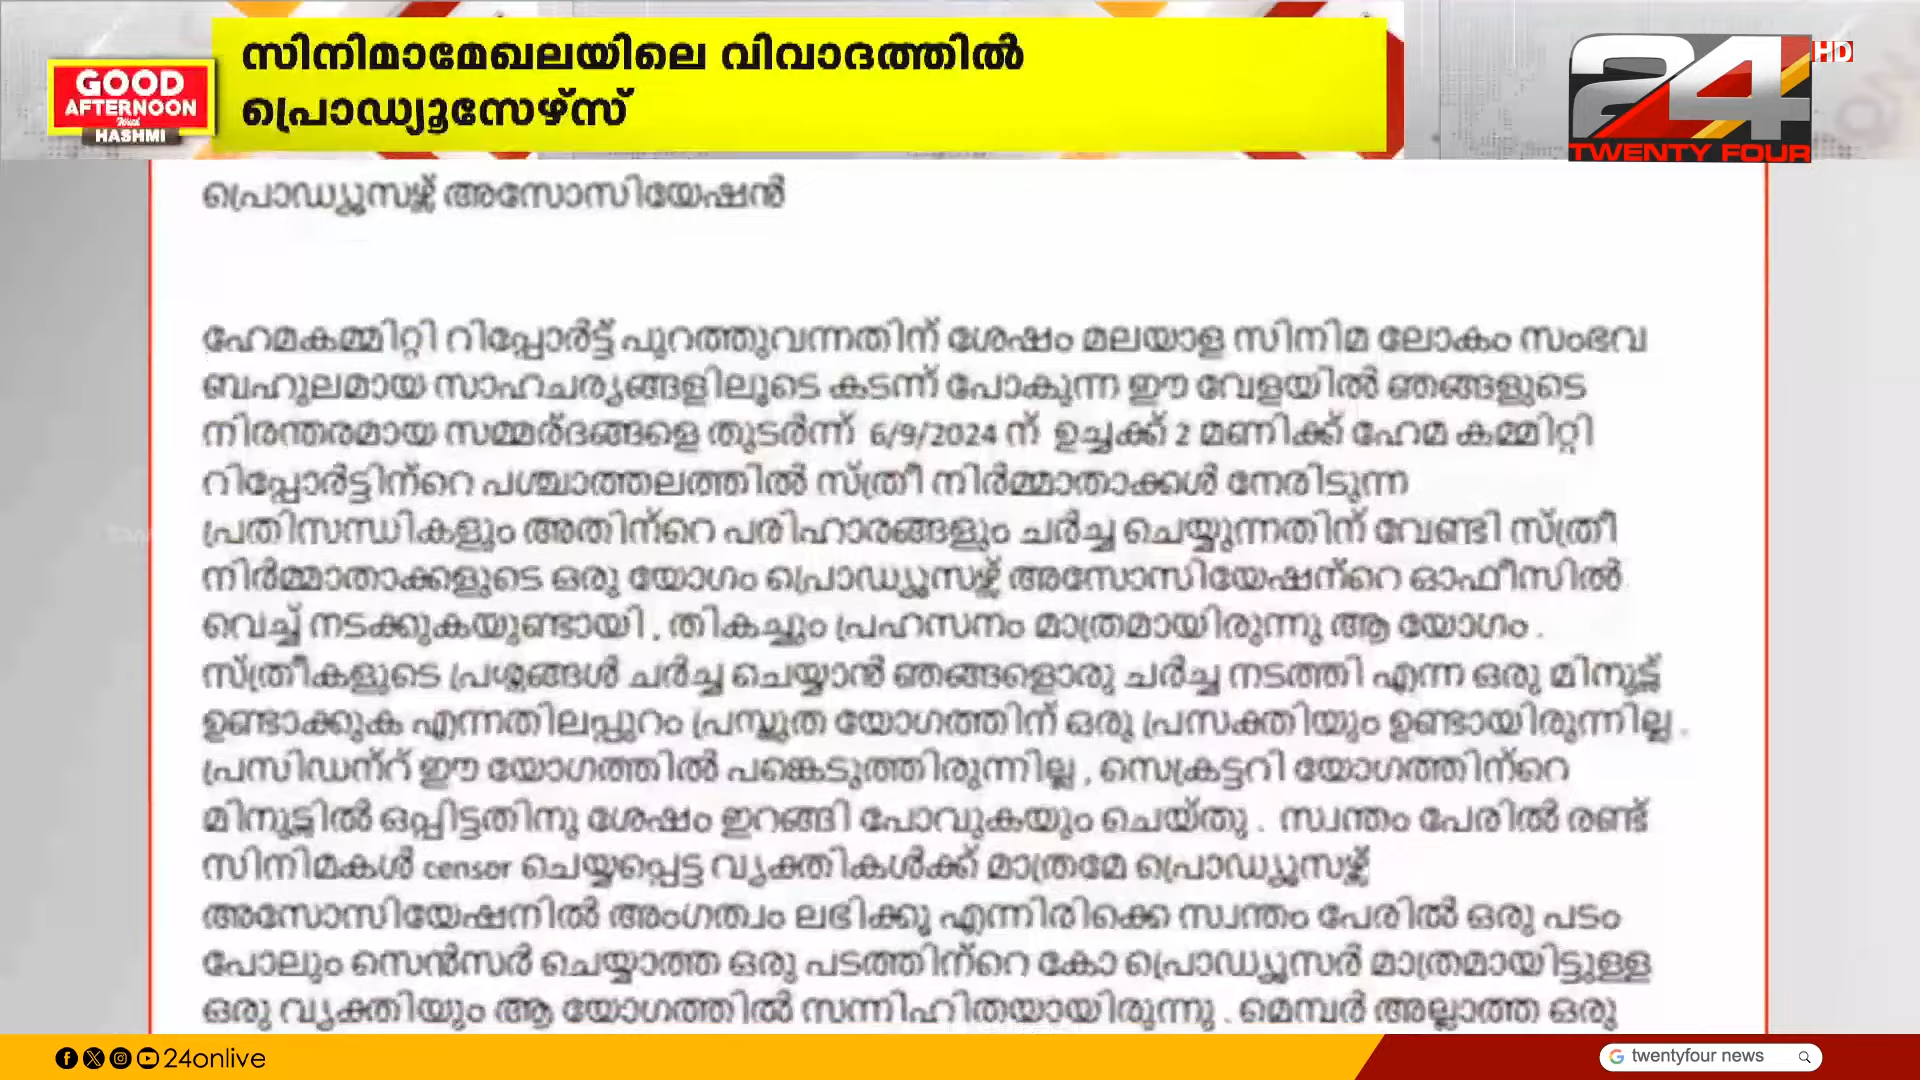 സിനിമാമേഖലയിലെ വിവാദത്തിൽ
പ്രൊഡ്യൂസേഴ്സ്
GOOD
AFTERNOON
With
HASHMI
24
HD
TWENTY FOUR
പ്രൊഡ്യൂസഴ്സ് അസോസിയേഷൻ
ഹേമകമ്മിറ്റി റിപ്പോർട്ട് പുറത്തുവന്നതിന് ശേഷം മലയാള സിനിമ ലോകം സംഭവ
ബഹുലമായ സാഹചര്യങ്ങളിലൂടെ കടന്ന് പോകുന്ന ഈ വേളയിൽ ഞങ്ങളുടെ
നിരന്തരമായ സമ്മര്ദങ്ങളെ തുടർന്ന് 6/9/2024 ന് ഉച്ചക്ക് 2 മണിക്ക് ഹേമ കമ്മിറ്റി
റിപ്പോർട്ടിന്റെ പശ്ചാത്തലത്തിൽ സ്ത്രീ നിർമ്മാതാക്കൾ നേരിടുന്ന
പ്രതിസന്ധികളും അതിന്റെ പരിഹാരങ്ങളും ചർച്ച ചെയ്യുന്നതിന് വേണ്ടി സ്ത്രീ
നിർമ്മാതാക്കളുടെ ഒരു യോഗം പ്രൊഡ്യൂസഴ്സ് അസോസിയേഷന്റെ ഓഫീസിൽ
വെച്ച് നടക്കുകയുണ്ടായി , തികച്ചും പ്രഹസനം മാത്രമായിരുന്നു ആ യോഗം .
സ്ത്രീകളുടെ പ്രശ്നങ്ങൾ ചർച്ച ചെയ്യാൻ ഞങ്ങളൊരു ചർച്ച നടത്തി എന്ന ഒരു മിനുട്ട്
ഉണ്ടാക്കുക എന്നതിലപ്പുറം പ്രസ്തുത യോഗത്തിന് ഒരു പ്രസക്തിയും ഉണ്ടായിരുന്നില്ല .
പ്രസിഡന്റ് ഈ യോഗത്തിൽ പങ്കെടുത്തിരുന്നില്ല , സെക്രട്ടറി യോഗത്തിന്റെ
മിനുട്ടിൽ ഒപ്പിട്ടതിനു ശേഷം ഇറങ്ങി പോവുകയും ചെയ്തു . സ്വന്തം പേരിൽ രണ്ട്
സിനിമകൾ censor ചെയ്യപ്പെട്ട വ്യക്തികൾക്ക് മാത്രമേ പ്രൊഡ്യൂസഴ്സ്
അസോസിയേഷനിൽ അംഗത്വം ലഭിക്കൂ എന്നിരിക്കെ സ്വന്തം പേരിൽ ഒരു പടം
പോലും സെൻസർ ചെയ്യാത്ത ഒരു പടത്തിന്റെ കോ പ്രൊഡ്യൂസർ മാത്രമായിട്ടുള്ള
ഒരു വ്യക്തിയും ആ യോഗത്തിൽ സന്നിഹിതയായിരുന്നു . മെമ്പർ അല്ലാത്ത ഒരു
24onlive
twentyfour news